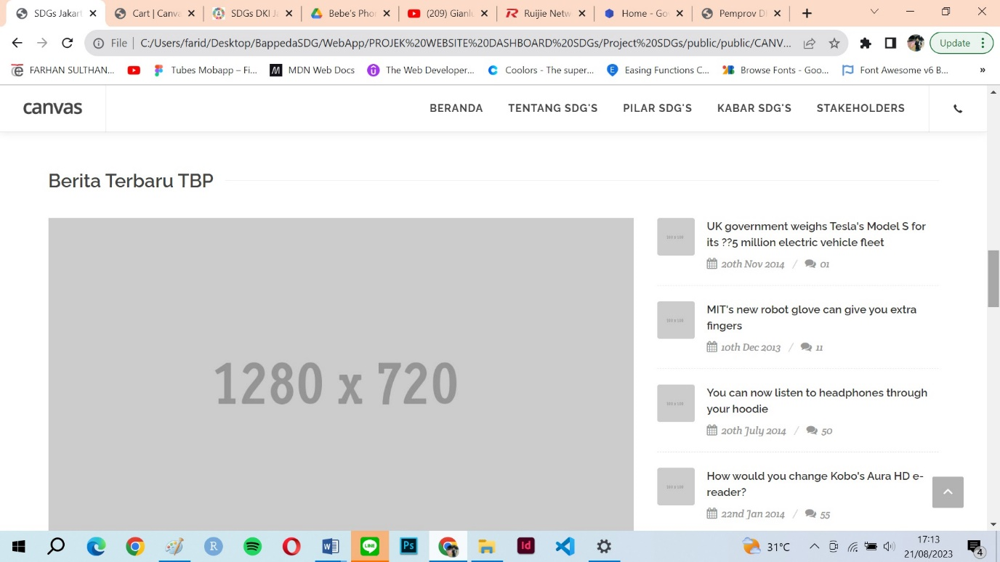 SDGs Jakart
Cart | Canva
SDGs DKI J
Bebe's Pho
(209) Gianl
Ruijie Netw
Home - Go
Pemprov D
File | C:/Users/farid/Desktop/BappedaSDG/WebApp/PROJEK%20WEBSITE%20DASHBOARD%20SDGs/Project%20SDGs/public/public/CANV...
Update
FARHAN SULTHAN...
Tubes Mobapp – Fi...
MDN Web Docs
The Web Developer...
Coolors - The super...
Easing Functions C...
Browse Fonts - Goo...
Font Awesome v6 B...
»
canvas
BERANDA
TENTANG SDG'S
PILAR SDG'S
KABAR SDG'S
STAKEHOLDERS
Berita Terbaru TBP
1280 x 720
UK government weighs Tesla's Model S for
its ??5 million electric vehicle fleet
20th Nov 2014 / 01
MIT's new robot glove can give you extra
fingers
10th Dec 2013 / 11
You can now listen to headphones through
your hoodie
20th July 2014 / 50
How would you change Kobo's Aura HD e-
reader?
22nd Jan 2014 / 55
31°C
17:13
21/08/2023
4